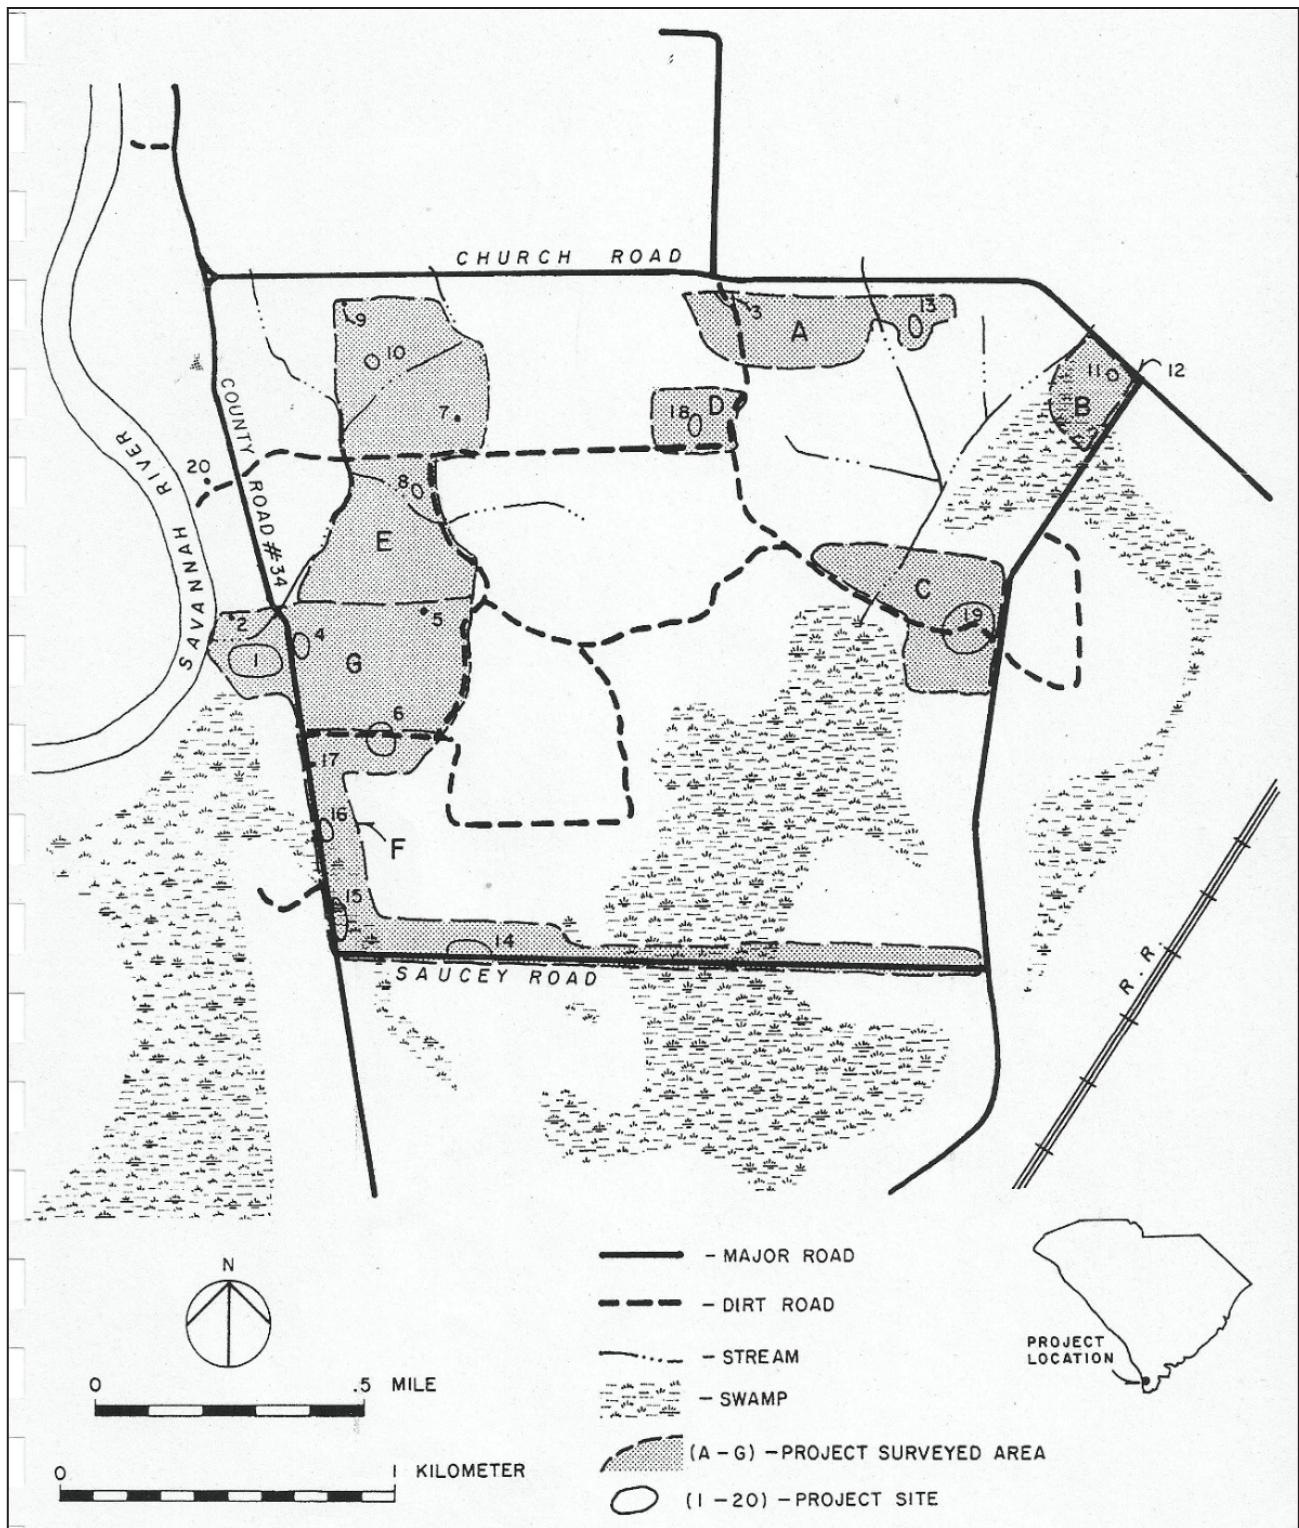 CHURCH ROAD
9
10
7
3
A
13
11
12
B
18
D
COUNTY ROAD #34
SAVANNAH RIVER
20
8
E
C
19
2
1
4
5
G
6
17
16
F
15
14
SAUCEY ROAD
R. R.
N
0 .5 MILE
0 1 KILOMETER
- MAJOR ROAD
- DIRT ROAD
- STREAM
- SWAMP
(A - G) - PROJECT SURVEYED AREA
(1 - 20) - PROJECT SITE
PROJECT
LOCATION